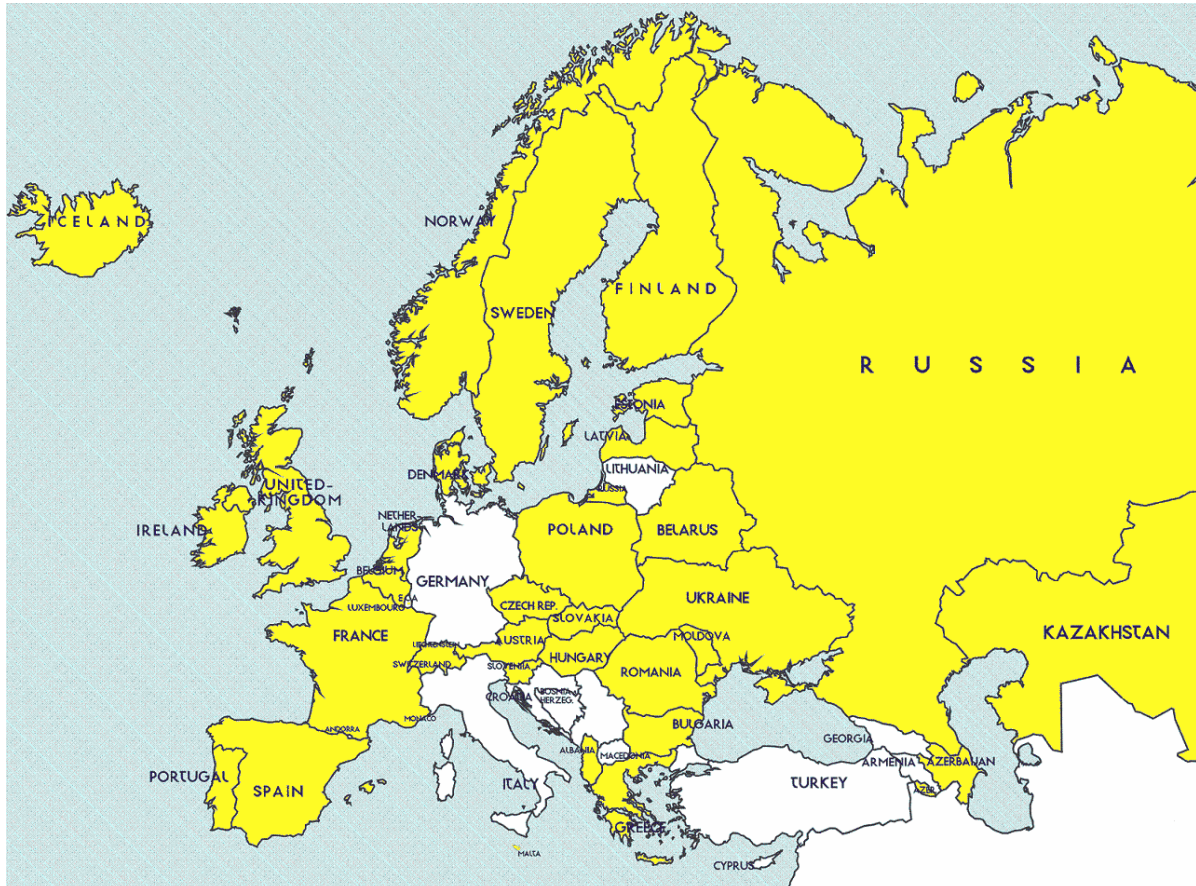 ICELAND
NORWAY
SWEDEN
FINLAND
RUSSIA
ESTONIA
LATVIA
LITHUANIA
RUSSIA
DENMARK
UNITED-
KINGDOM
IRELAND
NETHER-
LANDS
BELGIUM
GERMANY
POLAND
BELARUS
LUXEMBOURG
CZECH REP.
SLOVAKIA
UKRAINE
FRANCE
LIECHTENSTEIN
SWITZERLAND
AUSTRIA
HUNGARY
MOLDOVA
KAZAKHSTAN
SLOVENIJA
ROMANIA
CROATIA
BOSNIA
HERZEG.
MONACO
ANDORRA
BULGARIA
GEORGIA
ALBANIA
MACEDONIA
ARMENIA
AZERBAIJAN
AZER.
PORTUGAL
SPAIN
ITALY
TURKEY
GREECE
MALTA
CYPRUS